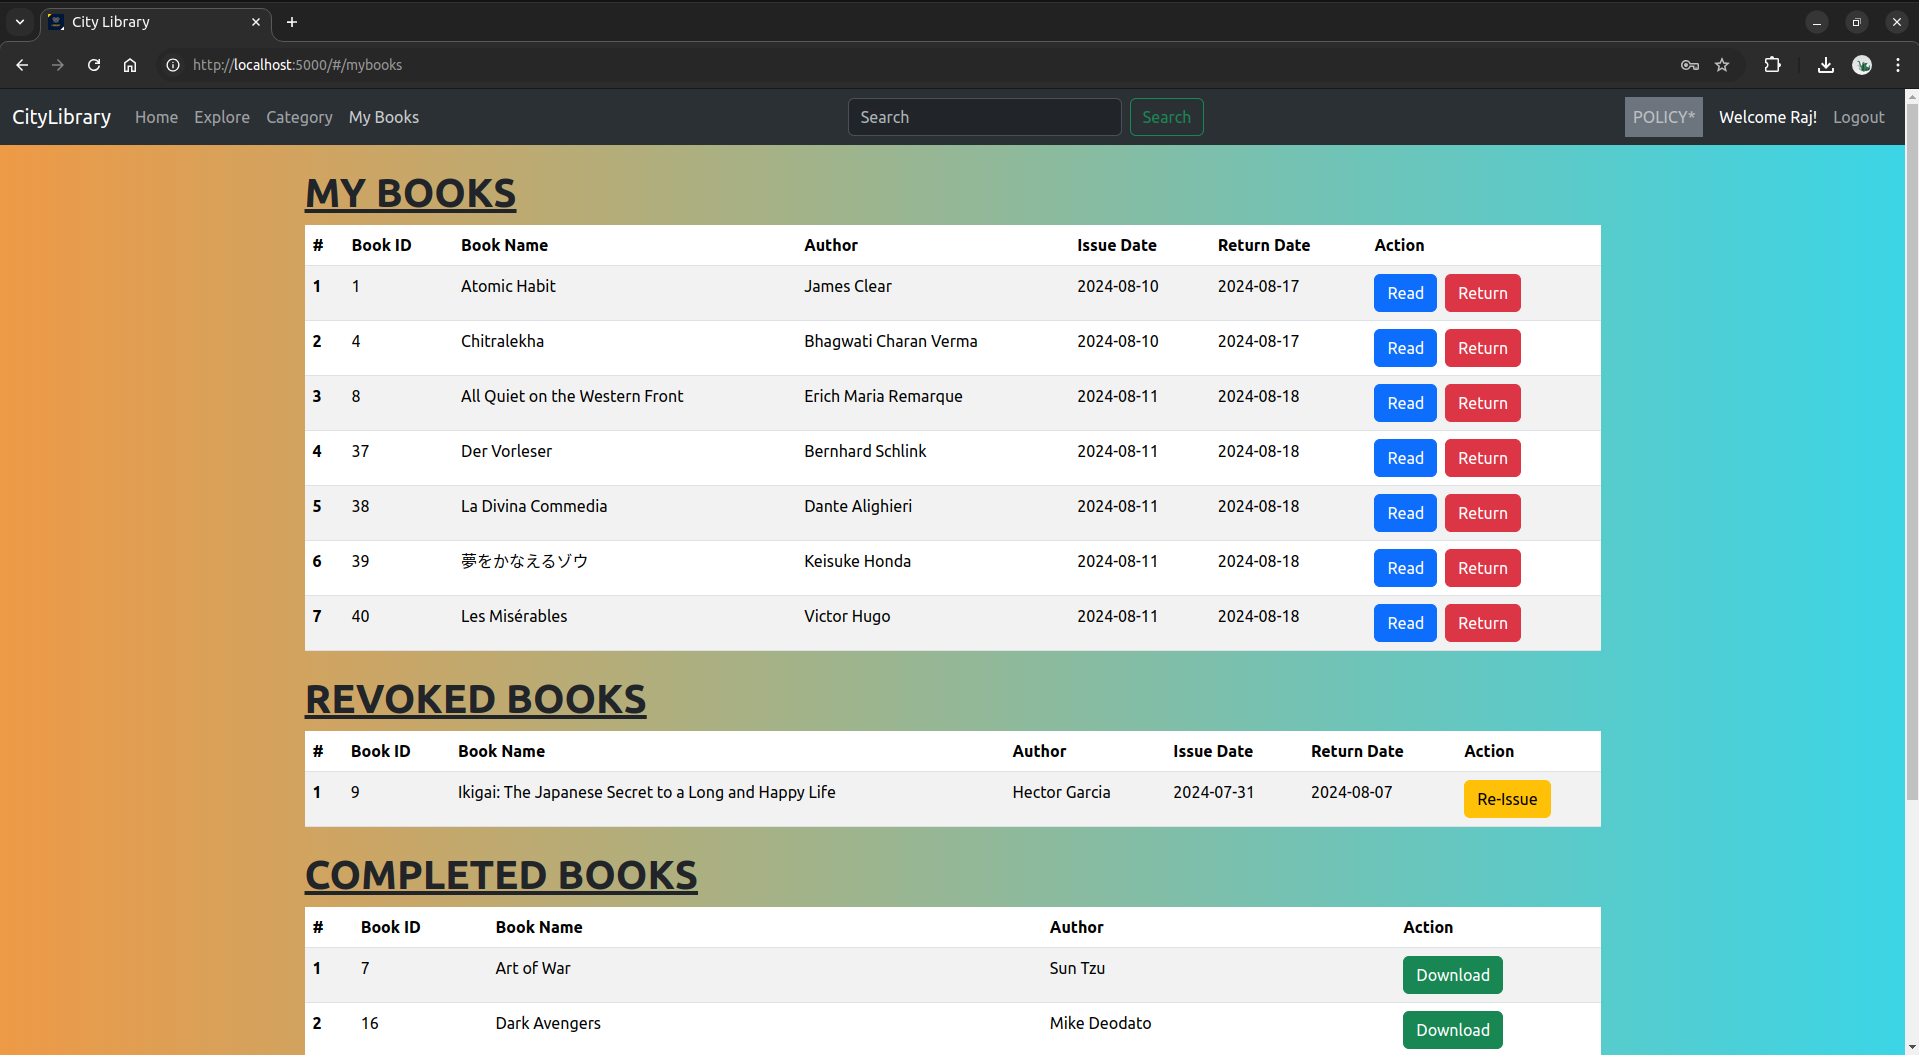 City Library
http://localhost:5000/#/mybooks
CityLibrary Home Explore Category My Books Search Search POLICY* Welcome Raj! Logout
MY BOOKS
# Book ID Book Name Author Issue Date Return Date Action
1 1 Atomic Habit James Clear 2024-08-10 2024-08-17 Read Return
2 4 Chitralekha Bhagwati Charan Verma 2024-08-10 2024-08-17 Read Return
3 8 All Quiet on the Western Front Erich Maria Remarque 2024-08-11 2024-08-18 Read Return
4 37 Der Vorleser Bernhard Schlink 2024-08-11 2024-08-18 Read Return
5 38 La Divina Commedia Dante Alighieri 2024-08-11 2024-08-18 Read Return
6 39 夢をかなえるゾウ Keisuke Honda 2024-08-11 2024-08-18 Read Return
7 40 Les Misérables Victor Hugo 2024-08-11 2024-08-18 Read Return
REVOKED BOOKS
# Book ID Book Name Author Issue Date Return Date Action
1 9 Ikigai: The Japanese Secret to a Long and Happy Life Hector Garcia 2024-07-31 2024-08-07 Re-Issue
COMPLETED BOOKS
# Book ID Book Name Author Action
1 7 Art of War Sun Tzu Download
2 16 Dark Avengers Mike Deodato Download